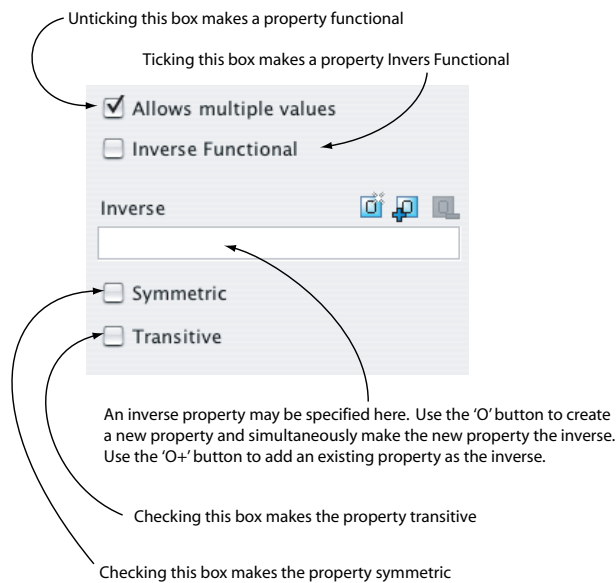 Unticking this box makes a property functional
Ticking this box makes a property Invers Functional
Allows multiple values
Inverse Functional
Inverse
Symmetric
Transitive
An inverse property may be specified here. Use the ‘O’ button to create
a new property and simultaneously make the new property the inverse.
Use the ‘O+’ button to add an existing property as the inverse.
Checking this box makes the property transitive
Checking this box makes the property symmetric